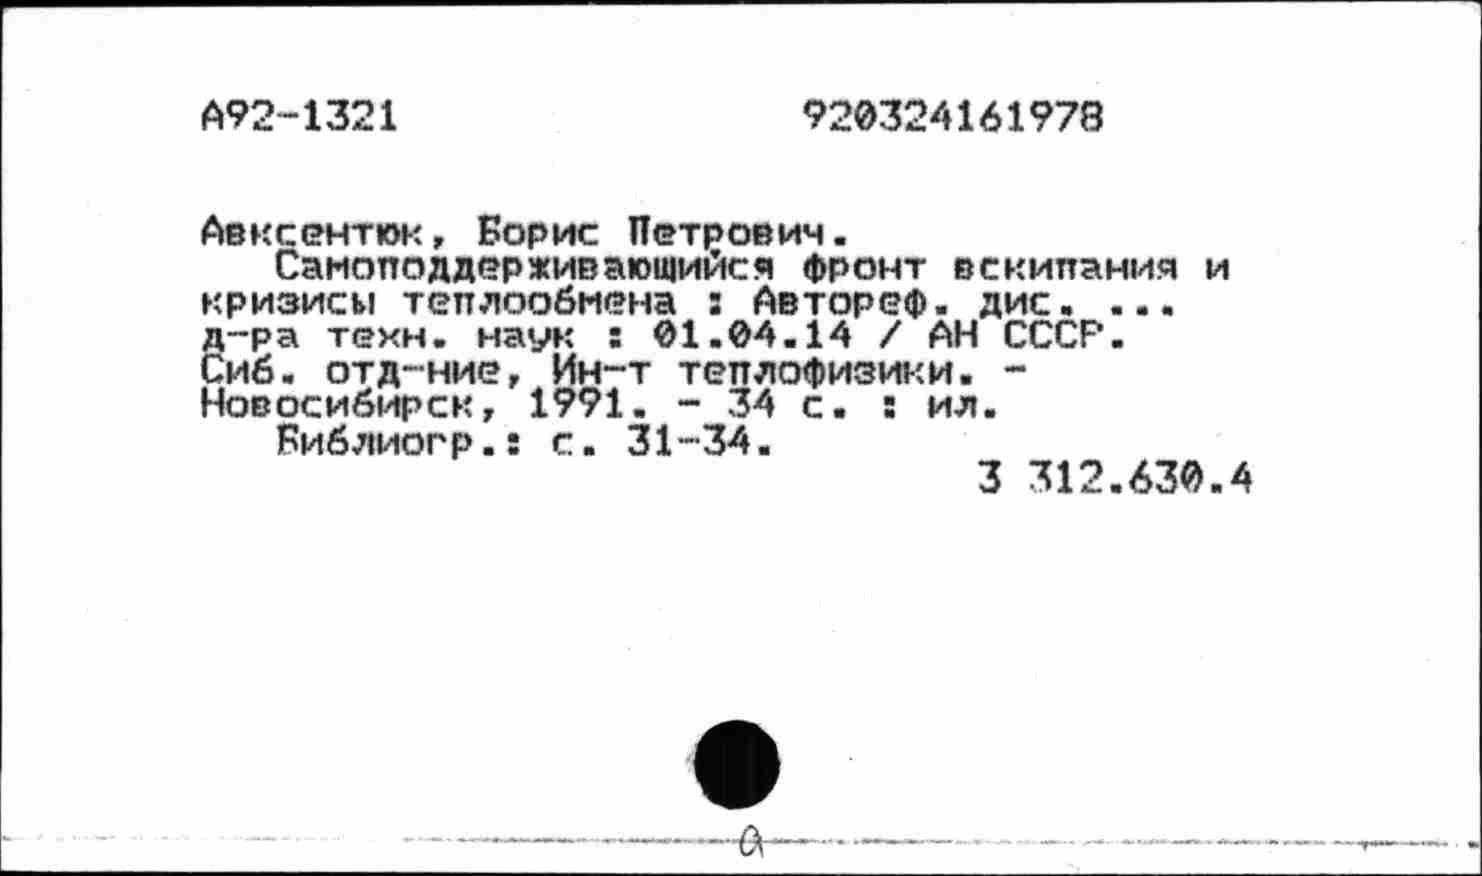 А92-1321 920324161978
Авксентюк, Борис Петрович.
Самоподдерживающийся фронт вскипания и
кризисы теплообмена : Автореф. дис. ...
д-ра техн. наук : 01.04.14 / АН СССР.
Сиб. отд-ние, Ин-т теплофизики. -
Новосибирск, 1991. - 34 с. : ил.
Библиогр.: с. 31-34.
3 312.630.4
а